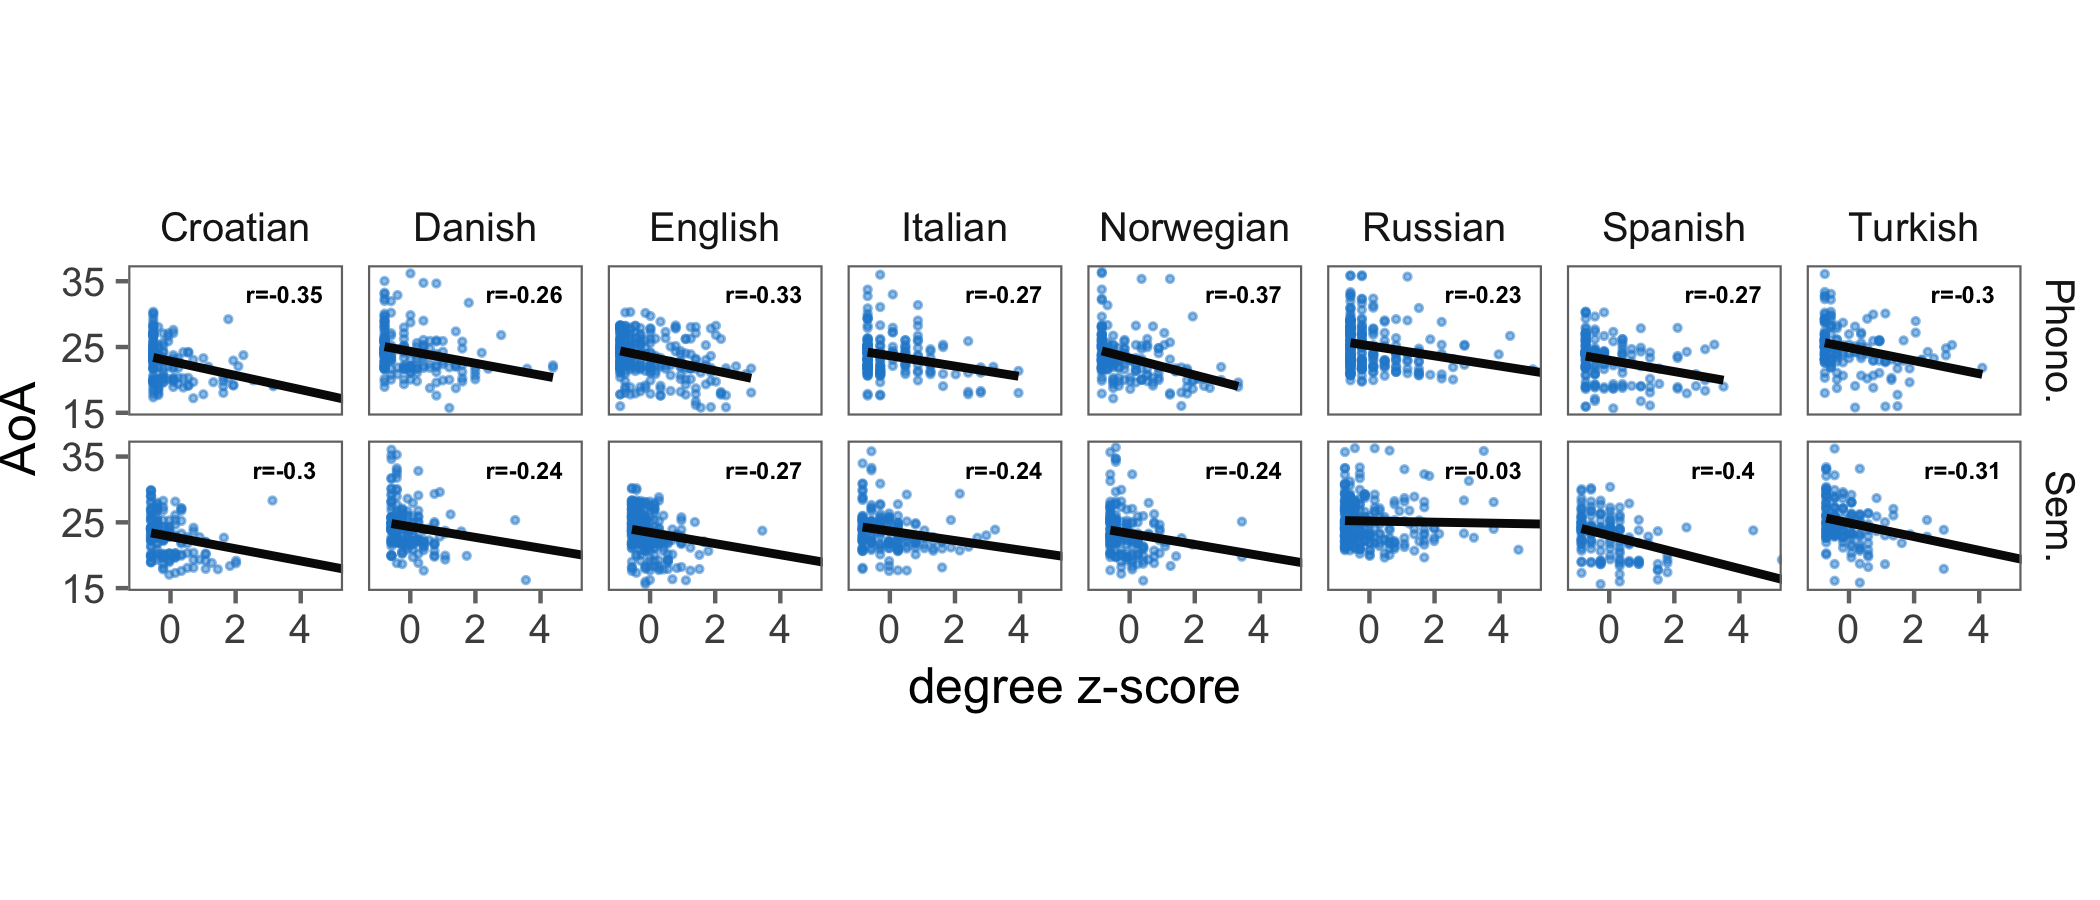 Croatian Danish English Italian Norwegian Russian Spanish Turkish
35
25
15
r=-0.35 r=-0.26 r=-0.33 r=-0.27 r=-0.37 r=-0.23 r=-0.27 r=-0.3
Phono.
AoA
35
25
15
r=-0.3 r=-0.24 r=-0.27 r=-0.24 r=-0.24 r=-0.03 r=-0.4 r=-0.31
Sem.
0 2 4 0 2 4 0 2 4 0 2 4 0 2 4 0 2 4 0 2 4 0 2 4
degree z-score